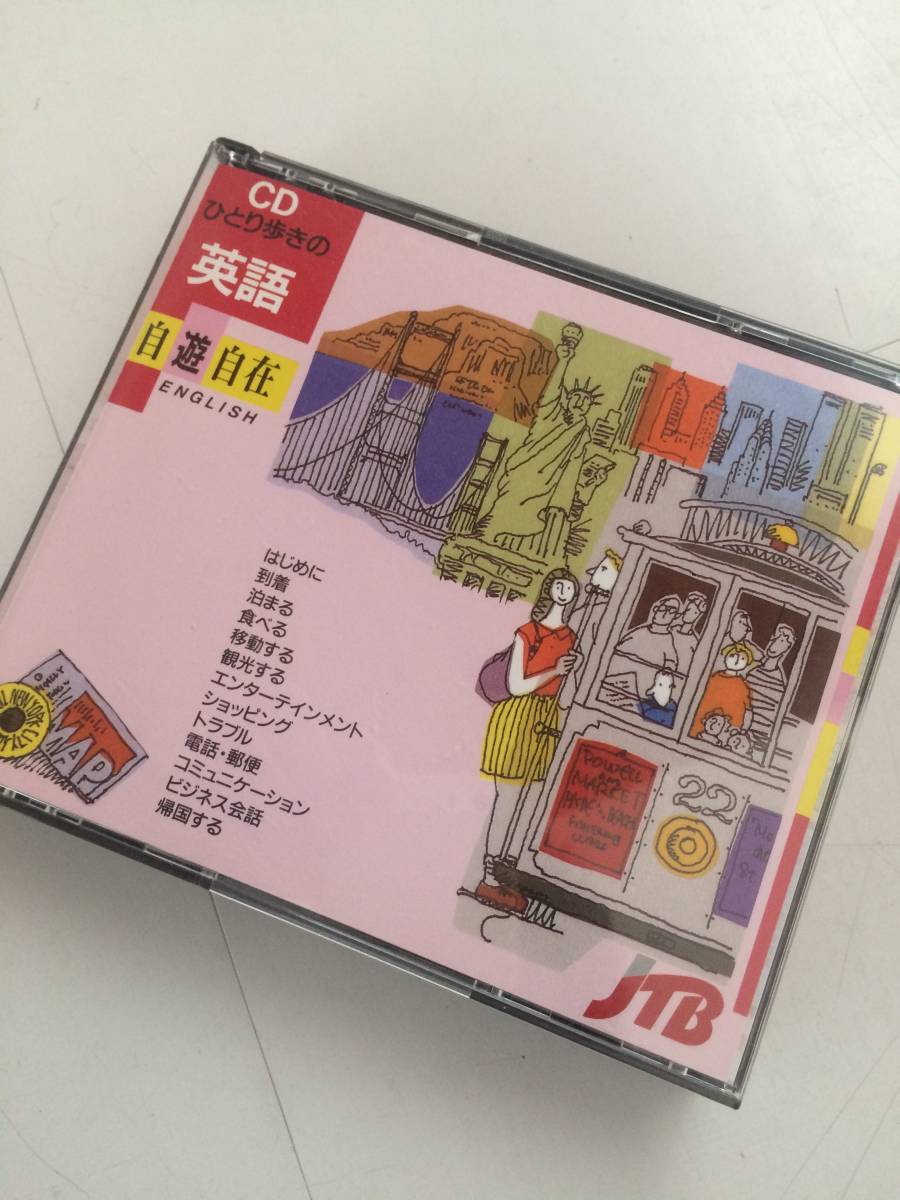 CD
ひとり歩きの
英語
自遊自在
ENGLISH
はじめに
到着
泊まる
食べる
移動する
観光する
エンターテインメント
ショッピング
トラブル
電話・郵便
コミュニケーション
ビジネス会話
帰国する
MAP
POWELL
MARKET
22
JTB